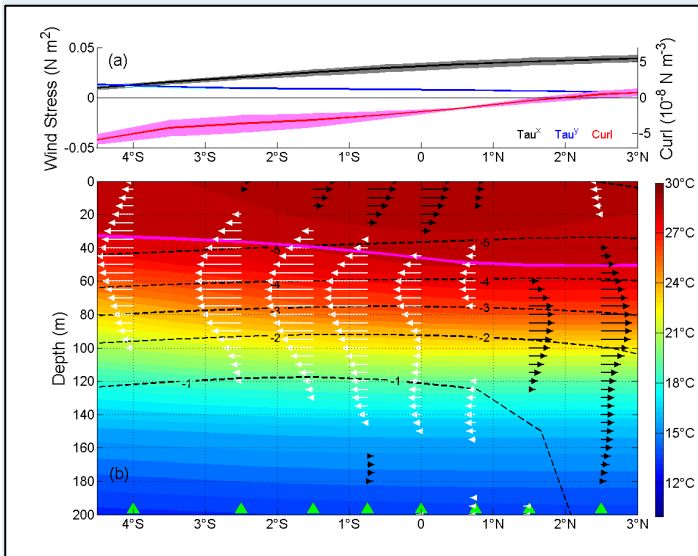 (a)
Wind Stress (N m²)
0.05
0
-0.05
5
0
-5
Curl (10⁻⁸ N m⁻³)
Tauˣ Tauʸ Curl
4°S 3°S 2°S 1°S 0 1°N 2°N 3°N
Depth (m)
0
20
40
60
80
100
120
140
160
180
200
-5 -5
-4 -4
-3 -3
-2 -2
-1 -1
(b)
4°S 3°S 2°S 1°S 0 1°N 2°N 3°N
30°C
27°C
24°C
21°C
18°C
15°C
12°C